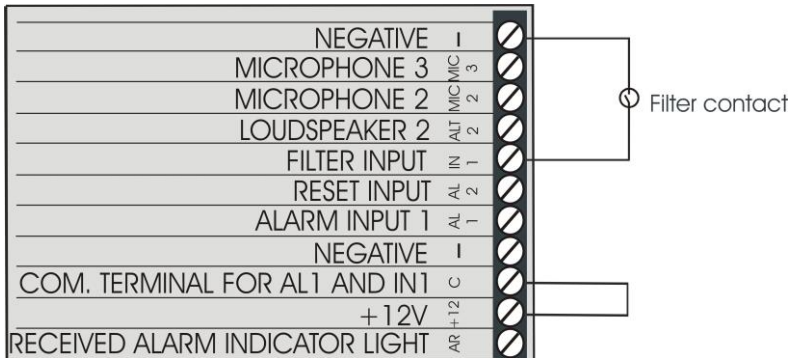 NEGATIVE –
MICROPHONE 3 MIC 3
MICROPHONE 2 MIC 2
LOUDSPEAKER 2 ALT 2
FILTER INPUT IN 1
RESET INPUT AL 2
ALARM INPUT 1 AL 1
NEGATIVE –
COM. TERMINAL FOR AL1 AND IN1 C
+12V +12
RECEIVED ALARM INDICATOR LIGHT AR
Filter contact